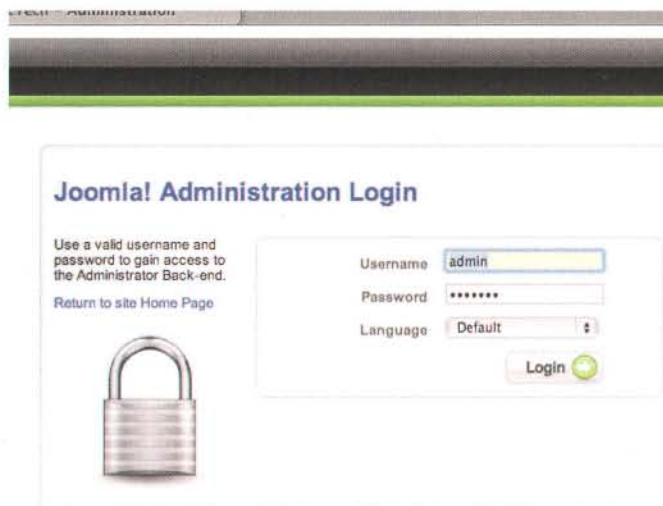 - Administration
Joomla! Administration Login
Use a valid username and
password to gain access to
the Administrator Back-end.
Return to site Home Page
Username admin
Password •••••••
Language Default
Login